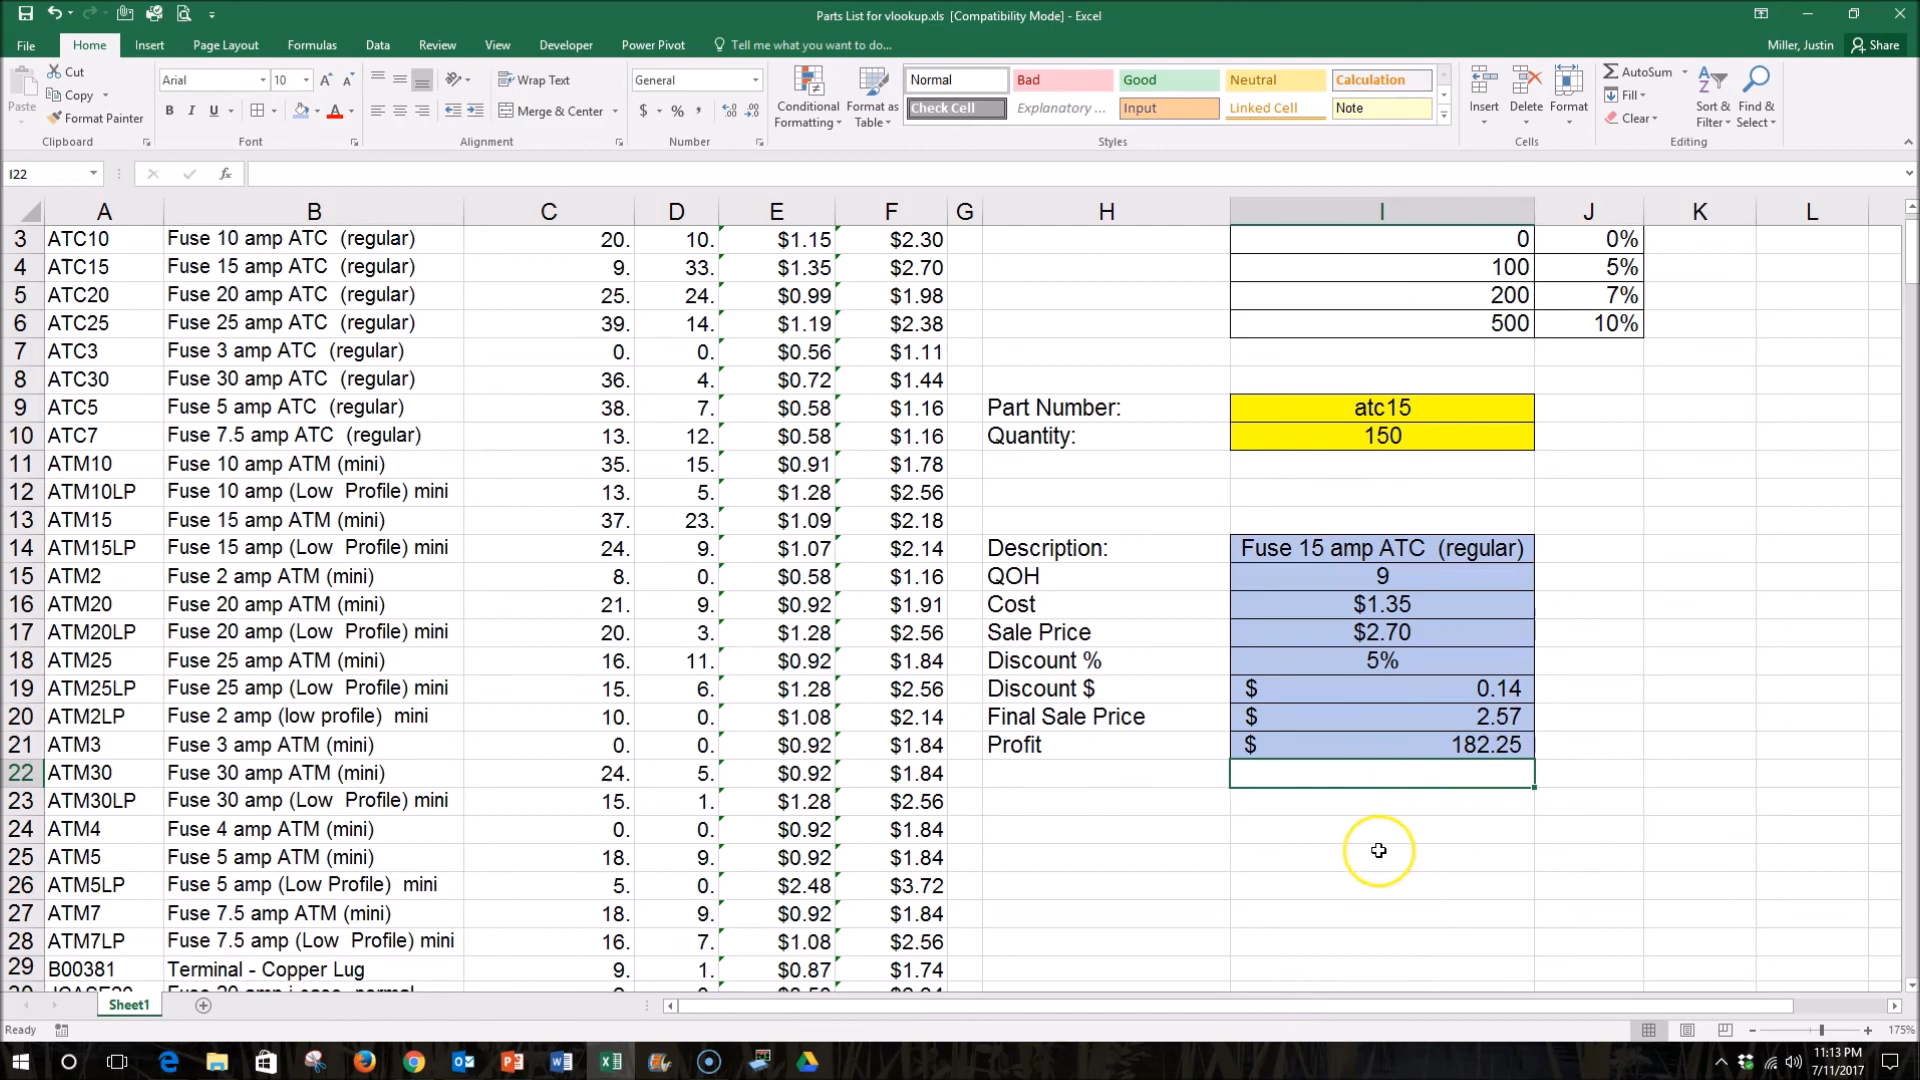 Parts List for vlookup.xls [Compatibility Mode] - Excel
File Home Insert Page Layout Formulas Data Review View Developer Power Pivot Tell me what you want to do... Miller, Justin Share
Paste Cut Copy Format Painter Clipboard
Arial 10 A A B I U A Font
Wrap Text Merge & Center Alignment
General $ % , Number
Conditional Formatting Format as Table
Normal Bad Good Neutral Calculation
Check Cell Explanatory ... Input Linked Cell Note
Styles
Insert Delete Format Cells
AutoSum Fill Clear Sort & Filter Find & Select Editing
I22 fx
A B C D E F G H I J K L
3 ATC10 Fuse 10 amp ATC (regular) 20. 10. $1.15 $2.30 0 0%
4 ATC15 Fuse 15 amp ATC (regular) 9. 33. $1.35 $2.70 100 5%
5 ATC20 Fuse 20 amp ATC (regular) 25. 24. $0.99 $1.98 200 7%
6 ATC25 Fuse 25 amp ATC (regular) 39. 14. $1.19 $2.38 500 10%
7 ATC3 Fuse 3 amp ATC (regular) 0. 0. $0.56 $1.11
8 ATC30 Fuse 30 amp ATC (regular) 36. 4. $0.72 $1.44
9 ATC5 Fuse 5 amp ATC (regular) 38. 7. $0.58 $1.16 Part Number: atc15
10 ATC7 Fuse 7.5 amp ATC (regular) 13. 12. $0.58 $1.16 Quantity: 150
11 ATM10 Fuse 10 amp ATM (mini) 35. 15. $0.91 $1.78
12 ATM10LP Fuse 10 amp (Low Profile) mini 13. 5. $1.28 $2.56
13 ATM15 Fuse 15 amp ATM (mini) 37. 23. $1.09 $2.18
14 ATM15LP Fuse 15 amp (Low Profile) mini 24. 9. $1.07 $2.14 Description: Fuse 15 amp ATC (regular)
15 ATM2 Fuse 2 amp ATM (mini) 8. 0. $0.58 $1.16 QOH 9
16 ATM20 Fuse 20 amp ATM (mini) 21. 9. $0.92 $1.91 Cost $1.35
17 ATM20LP Fuse 20 amp (Low Profile) mini 20. 3. $1.28 $2.56 Sale Price $2.70
18 ATM25 Fuse 25 amp ATM (mini) 16. 11. $0.92 $1.84 Discount % 5%
19 ATM25LP Fuse 25 amp (Low Profile) mini 15. 6. $1.28 $2.56 Discount $ $ 0.14
20 ATM2LP Fuse 2 amp (low profile) mini 10. 0. $1.08 $2.14 Final Sale Price $ 2.57
21 ATM3 Fuse 3 amp ATM (mini) 0. 0. $0.92 $1.84 Profit $ 182.25
22 ATM30 Fuse 30 amp ATM (mini) 24. 5. $0.92 $1.84
23 ATM30LP Fuse 30 amp (Low Profile) mini 15. 1. $1.28 $2.56
24 ATM4 Fuse 4 amp ATM (mini) 0. 0. $0.92 $1.84
25 ATM5 Fuse 5 amp ATM (mini) 18. 9. $0.92 $1.84
26 ATM5LP Fuse 5 amp (Low Profile) mini 5. 0. $2.48 $3.72
27 ATM7 Fuse 7.5 amp ATM (mini) 18. 9. $0.92 $1.84
28 ATM7LP Fuse 7.5 amp (Low Profile) mini 16. 7. $1.08 $2.56
29 B00381 Terminal - Copper Lug 9. 1. $0.87 $1.74
Sheet1
Ready 175%
11:13 PM
7/11/2017